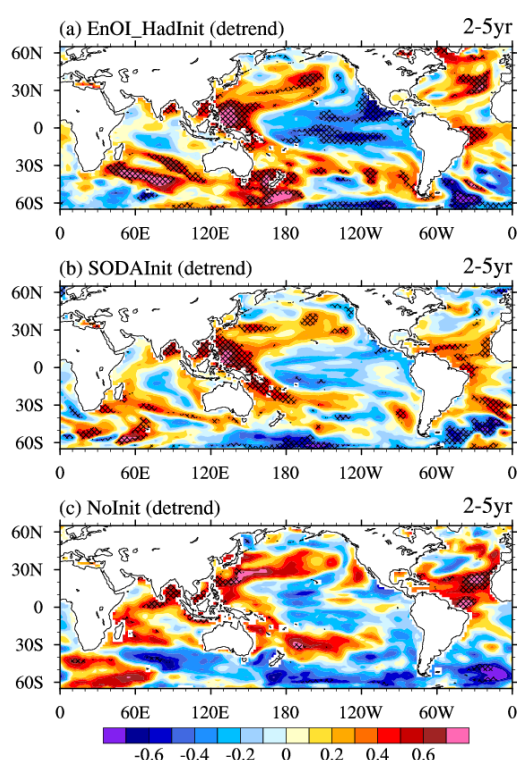 (a) EnOI_HadInit (detrend) 2-5yr
60N
30N
0
30S
60S
0 60E 120E 180 120W 60W 0
(b) SODAInit (detrend) 2-5yr
60N
30N
0
30S
60S
0 60E 120E 180 120W 60W 0
(c) NoInit (detrend) 2-5yr
60N
30N
0
30S
60S
0 60E 120E 180 120W 60W 0
-0.6 -0.4 -0.2 0 0.2 0.4 0.6